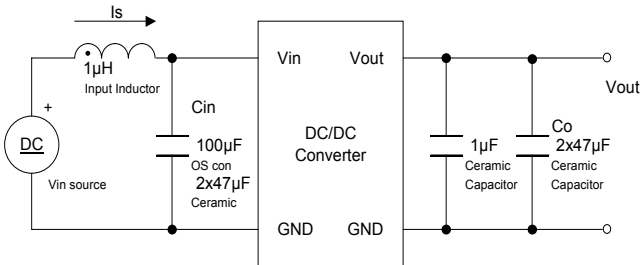 Is
1µH
Input Inductor
+
DC
Vin source
Cin
100µF
OS con
2x47µF
Ceramic
Vin
Vout
DC/DC
Converter
GND
GND
1µF
Ceramic
Capacitor
Co
2x47µF
Ceramic
Capacitor
Vout